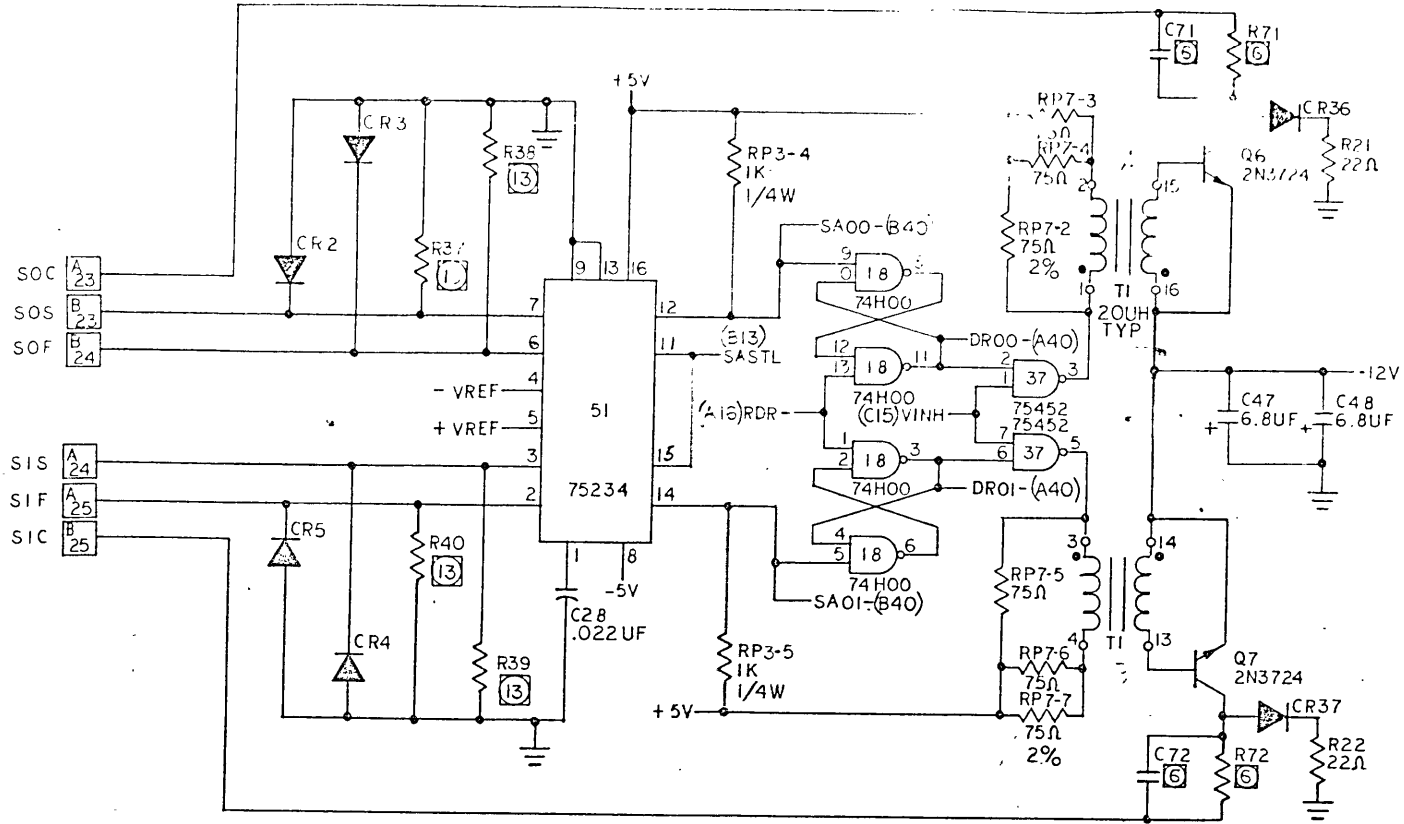 C71
6
R71
6
+5V
RP7-3
CR36
CR3
R38
13
RP3-4
1K
1/4W
RP7-4
75Ω
R21
22Ω
Q6
2N3724
2
15
SA00-(B40)
CR2
R37
RP7-2
75Ω
2%
9
13
16
9
0
18
8
74H00
SOC
A
23
1
T1
16
20UH
TYP
SOS
B
23
7
12
(B13)
SASTL
DR00-(A40)
SOF
B
24
6
11
12
13
18
11
2
1
37
3
-12V
4
- VREF
51
74H00
(A16)RDR
(C15)VINH
75452
75452
C47
6.8UF
+
C48
6.8UF
+
5
+ VREF
SIS
A
24
3
15
1
2
18
3
7
6
37
5
75234
74H00
SIF
A
25
2
14
DR01-(A40)
SIC
B
25
CR5
R40
13
1
8
-5V
4
5
18
6
74H00
3
14
RP7-5
75Ω
C28
.022UF
SA01-(B40)
CR4
R39
13
RP3-5
1K
1/4W
4
T1
13
RP7-6
75Ω
RP7-7
75Ω
2%
Q7
2N3724
+5V
CR37
C72
6
R72
6
R22
22Ω